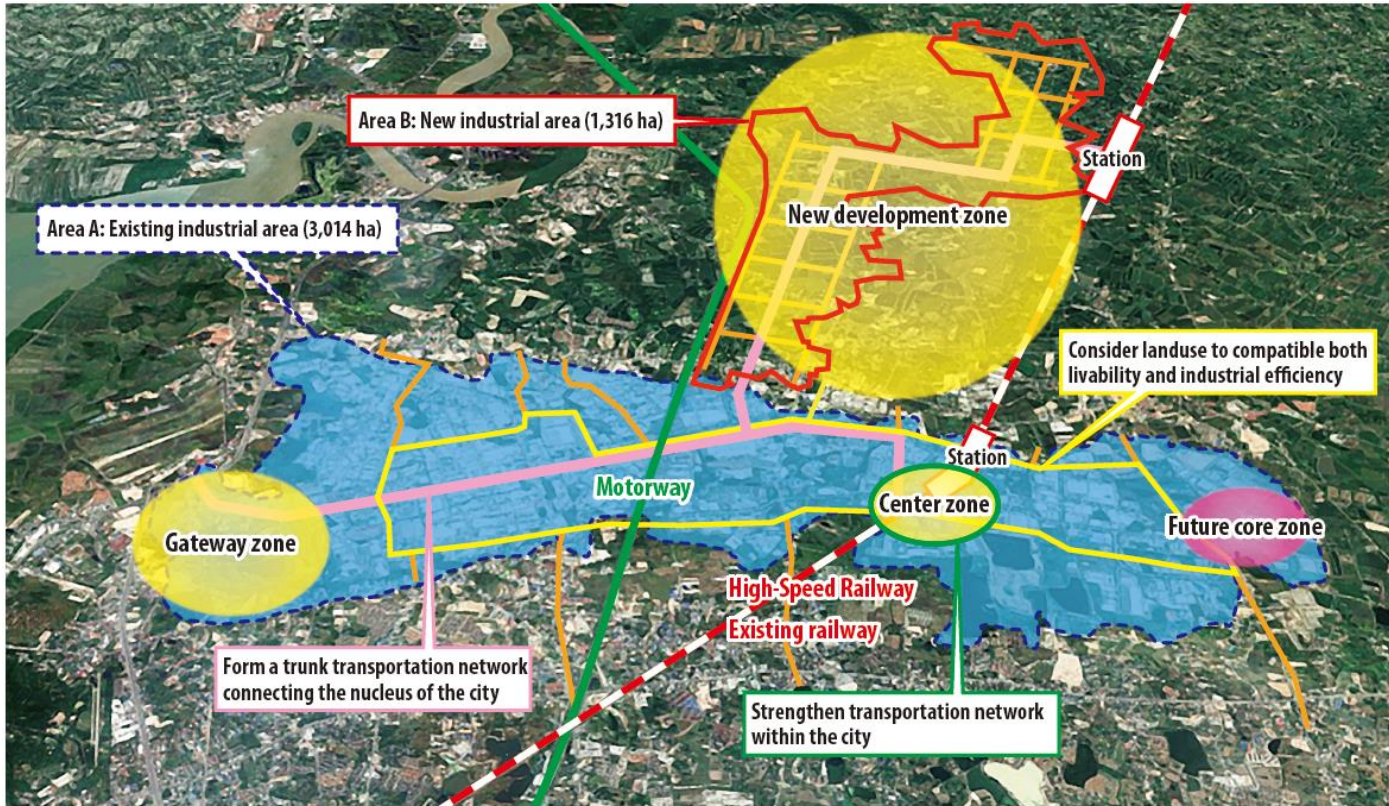 Area B: New industrial area (1,316 ha)
Station
New development zone
Area A: Existing industrial area (3,014 ha)
Consider landuse to compatible both
livability and industrial efficiency
Station
Motorway
Center zone
Future core zone
Gateway zone
High-Speed Railway
Existing railway
Form a trunk transportation network
connecting the nucleus of the city
Strengthen transportation network
within the city